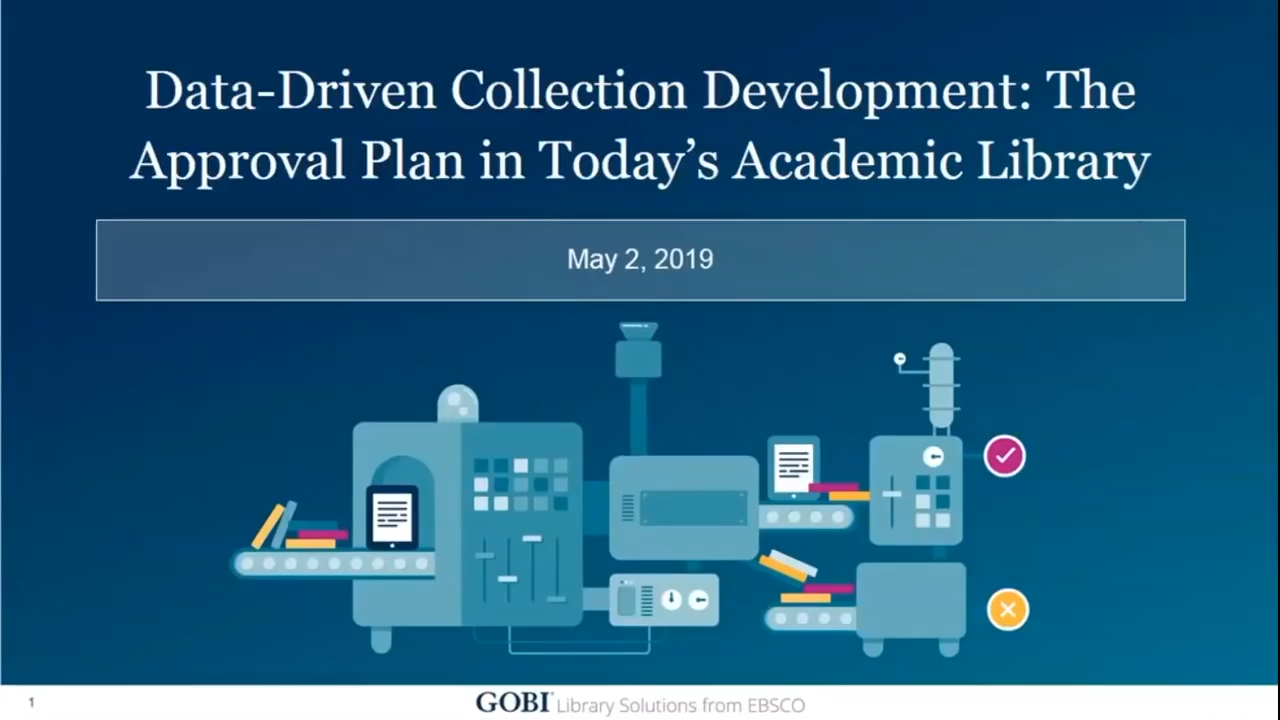 Data-Driven Collection Development: The
Approval Plan in Today’s Academic Library
May 2, 2019
1
GOBI® Library Solutions from EBSCO